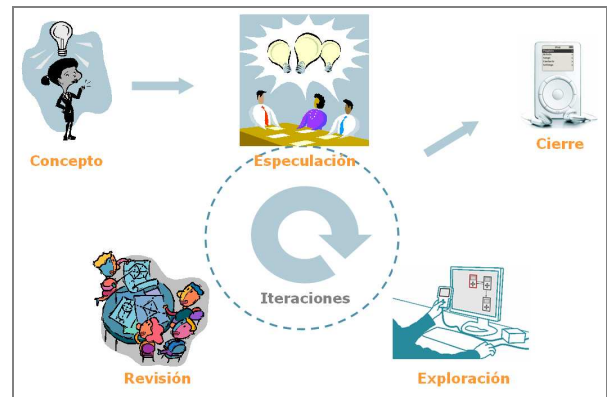 Concepto
Especulación
Cierre
Iteraciones
Revisión
Exploración